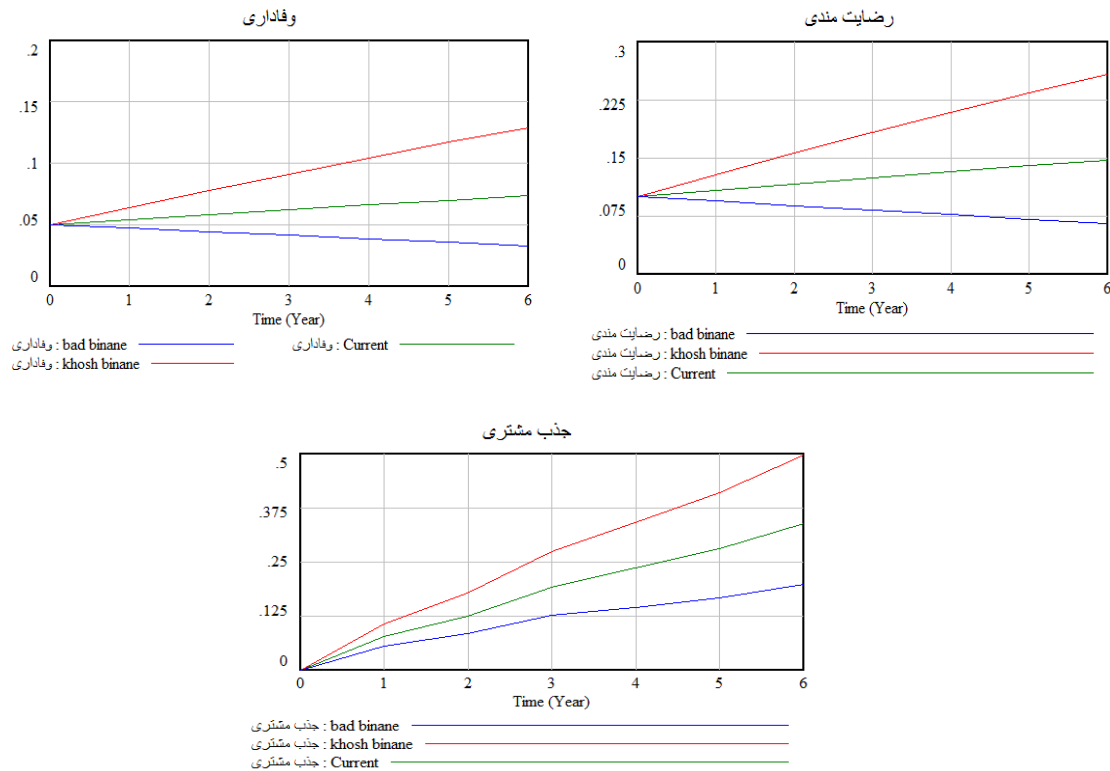 وفاداری
.2
.15
.1
.05
0
0 1 2 3 4 5 6
Time (Year)
وفاداری : bad binane
وفاداری : Current
وفاداری : khosh binane
رضایت مندی
.3
.225
.15
.075
0
0 1 2 3 4 5 6
Time (Year)
رضایت مندی : bad binane
رضایت مندی : khosh binane
رضایت مندی : Current
جذب مشتری
.5
.375
.25
.125
0
0 1 2 3 4 5 6
Time (Year)
جذب مشتری : bad binane
جذب مشتری : khosh binane
جذب مشتری : Current